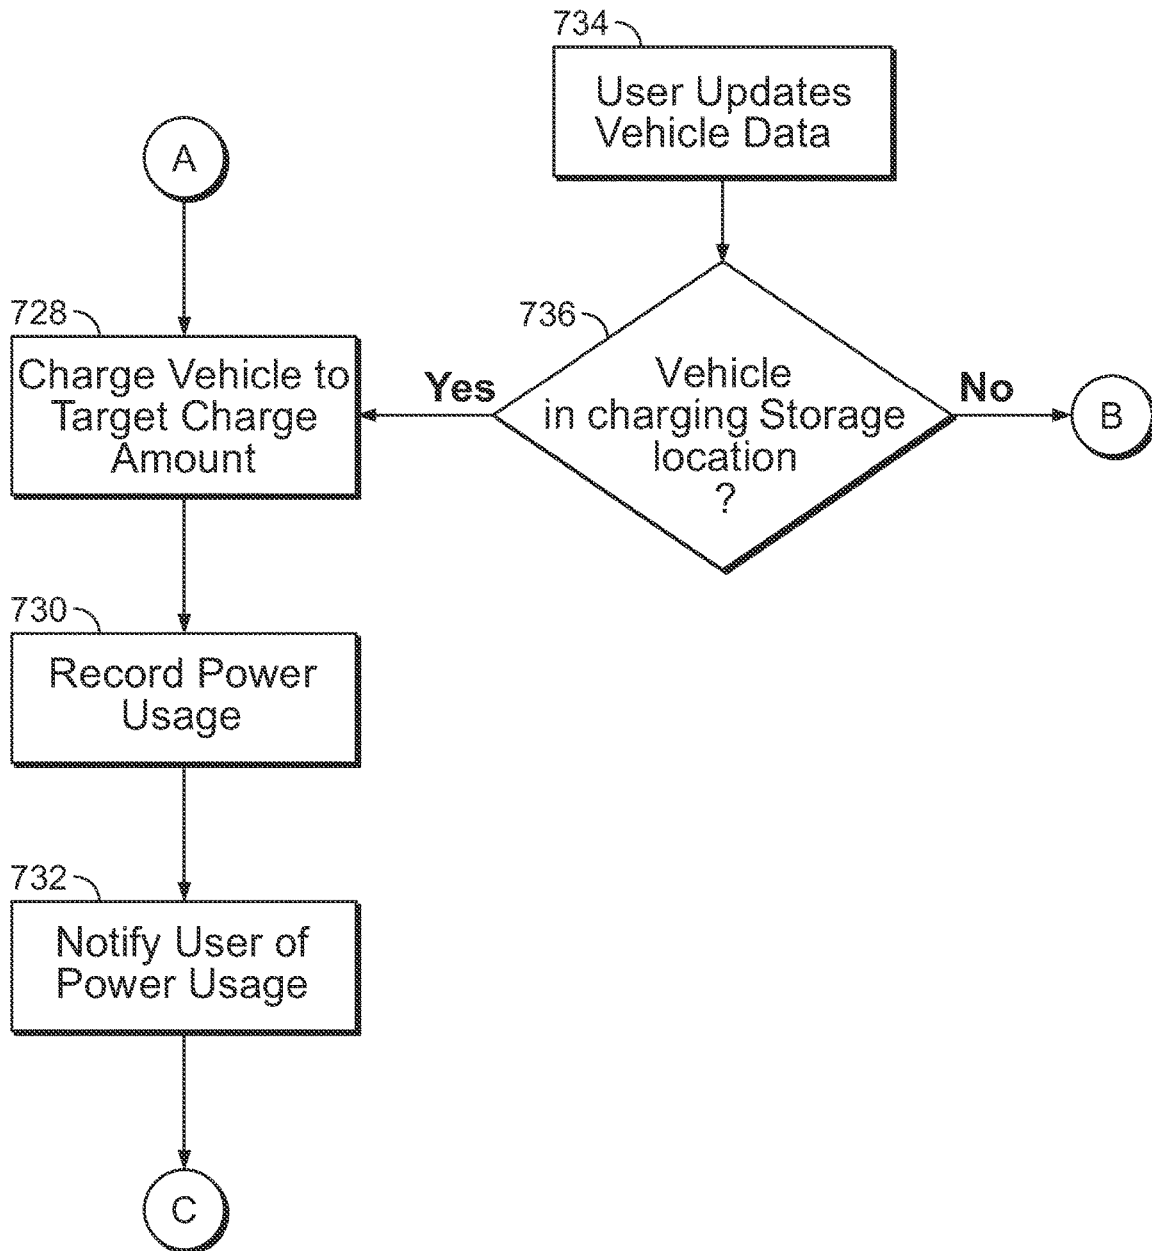 734
User Updates
Vehicle Data
A
728
Charge Vehicle to
Target Charge
Amount
736
Vehicle
in charging Storage
location
?
Yes
No
B
730
Record Power
Usage
732
Notify User of
Power Usage
C